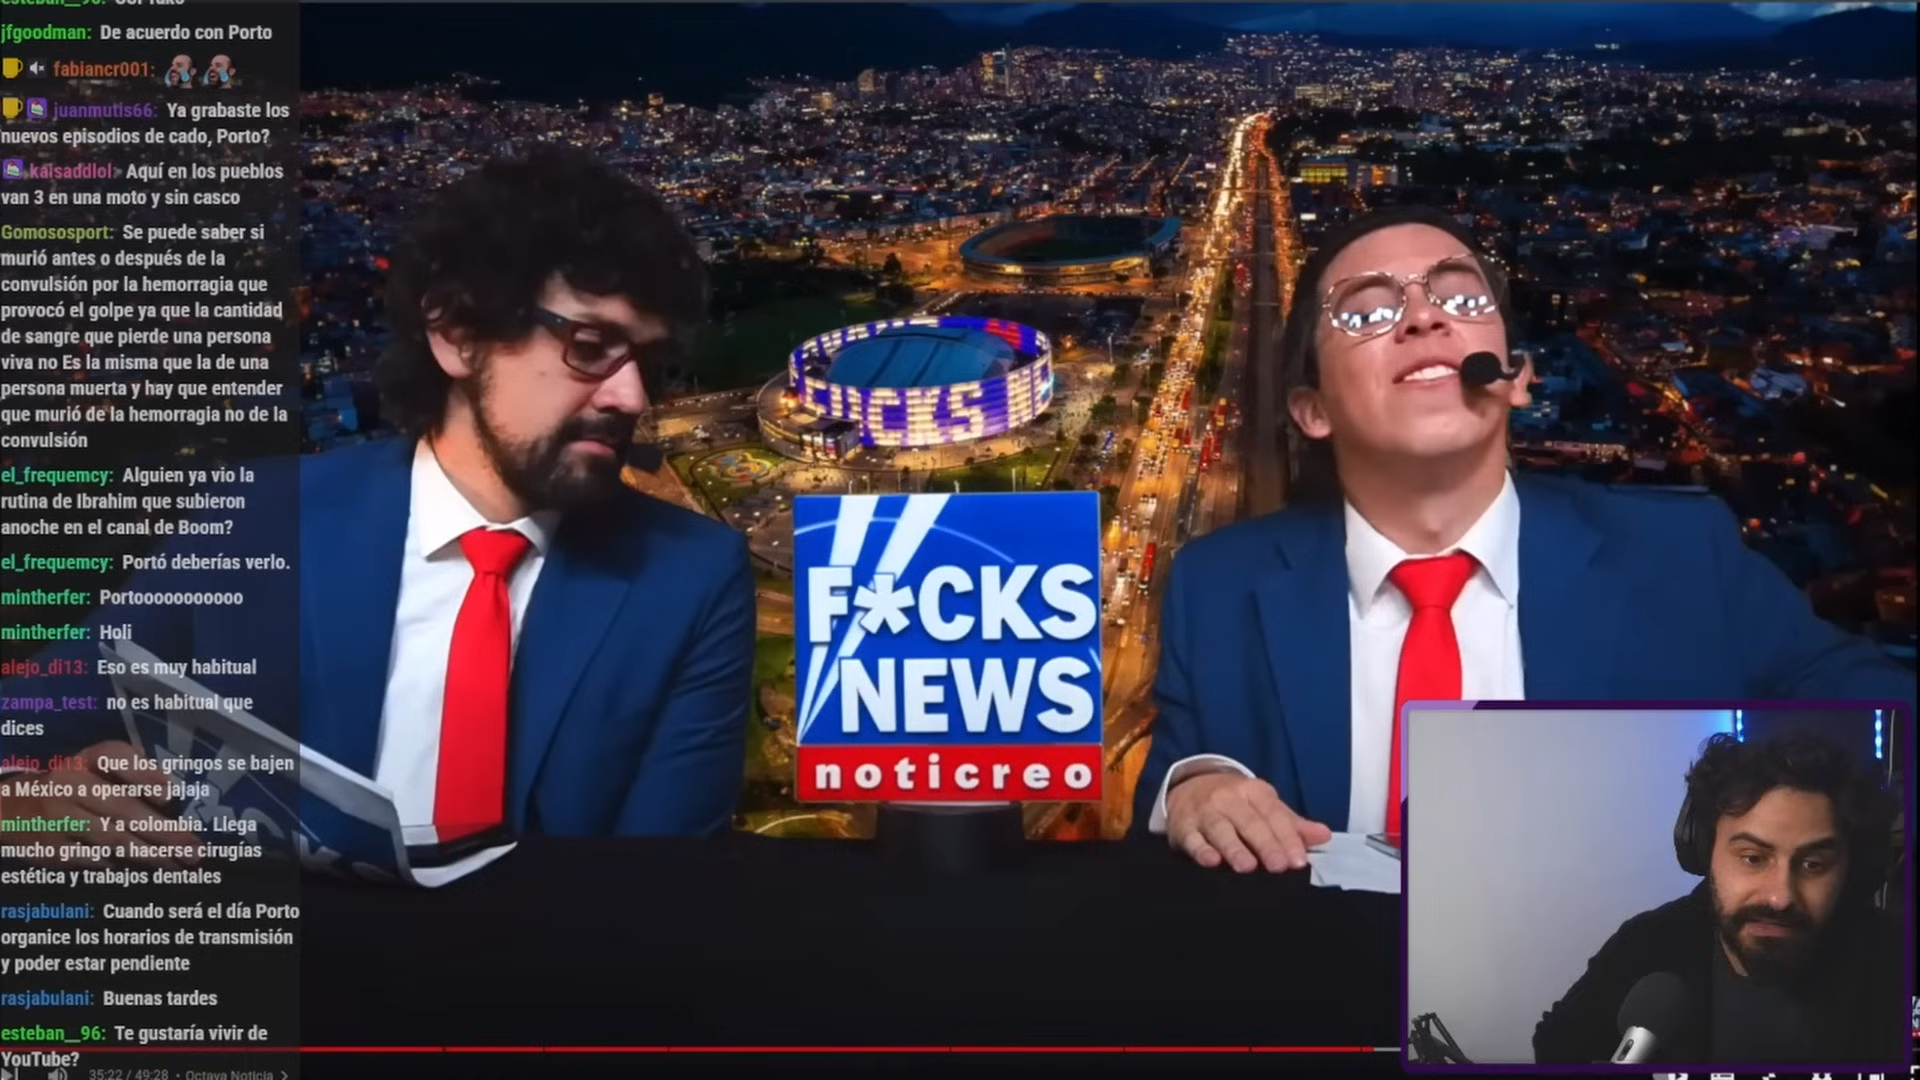 jfgoodman: De acuerdo con Porto
fabiancr001:
juanmutis66: Ya grabaste los
nuevos episodios de cado, Porto?
kaisaddlol: Aquí en los pueblos
van 3 en una moto y sin casco
Gomososport: Se puede saber si
murió antes o después de la
convulsión por la hemorragia que
provocó el golpe ya que la cantidad
de sangre que pierde una persona
viva no Es la misma que la de una
persona muerta y hay que entender
que murió de la hemorragia no de la
convulsión
el_frequemcy: Alguien ya vio la
rutina de Ibrahim que subieron
anoche en el canal de Boom?
el_frequemcy: Portó deberías verlo.
mintherfer: Portooooooooooo
mintherfer: Holi
alejo_di13: Eso es muy habitual
zampa_test: no es habitual que
dices
alejo_di13: Que los gringos se bajen
a México a operarse jajaja
mintherfer: Y a colombia. Llega
mucho gringo a hacerse cirugías
estética y trabajos dentales
rasjabulani: Cuando será el día Porto
organice los horarios de transmisión
y poder estar pendiente
rasjabulani: Buenas tardes
esteban__96: Te gustaría vivir de
YouTube?
35:22 / 49:28 • Octava Noticia >
F*CKS
NEWS
noticreo